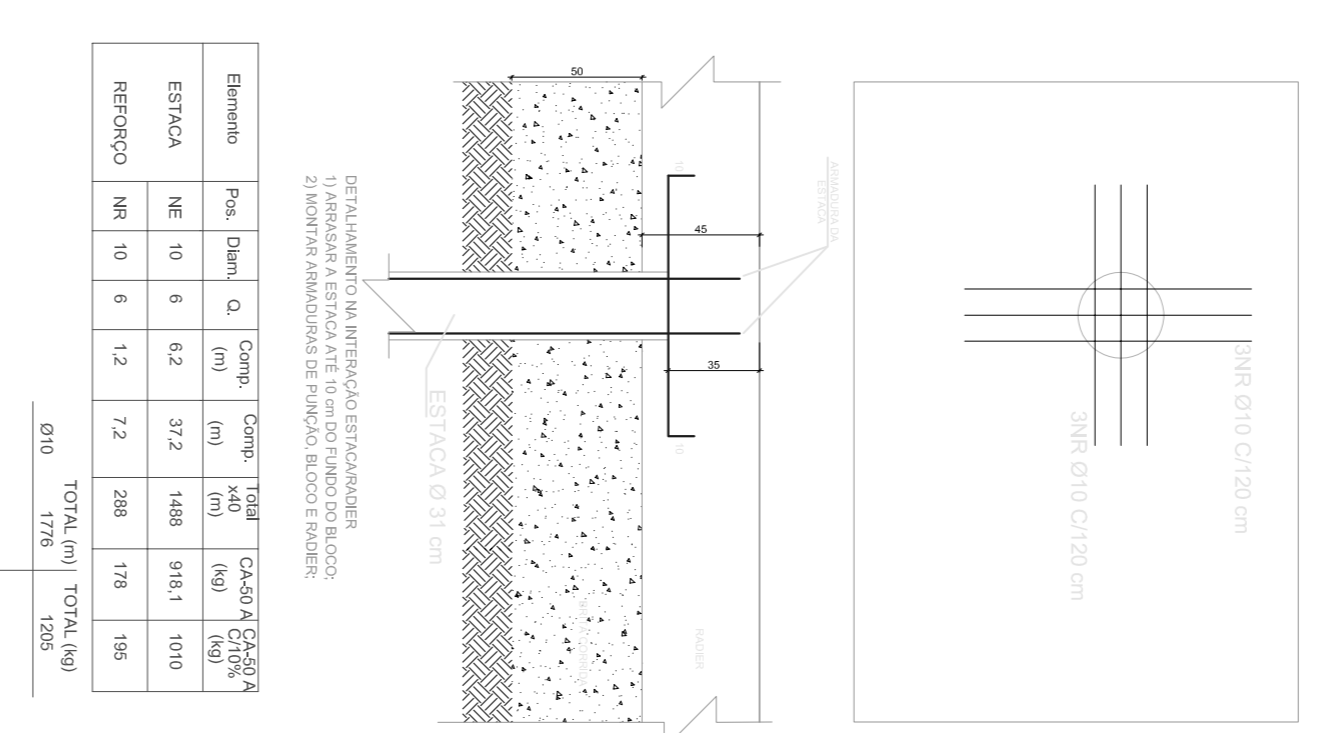 3NR Ø10 C/120 cm
3NR Ø10 C/120 cm
ARMADURA DA
ESTACA
10
45
50
35
10
RADIER
BRITA CORRIDA
ESTACA Ø 31 cm
DETALHAMENTO NA INTERAÇÃO ESTACA/RADIER
1) ARRASAR A ESTACA ATÉ 10 cm DO FUNDO DO BLOCO;
2) MONTAR ARMADURAS DE PUNÇÃO, BLOCO E RADIER;
Elemento Pos. Diam. Q. Comp. (m) Comp. (m) Total x40 (m) CA-50 A (kg) CA-50 A C/10% (kg)
ESTACA NE 10 6 6,2 37,2 1488 918,1 1010
REFORÇO NR 10 6 1,2 7,2 288 178 195
TOTAL (m) TOTAL (kg)
Ø10 1776 1205